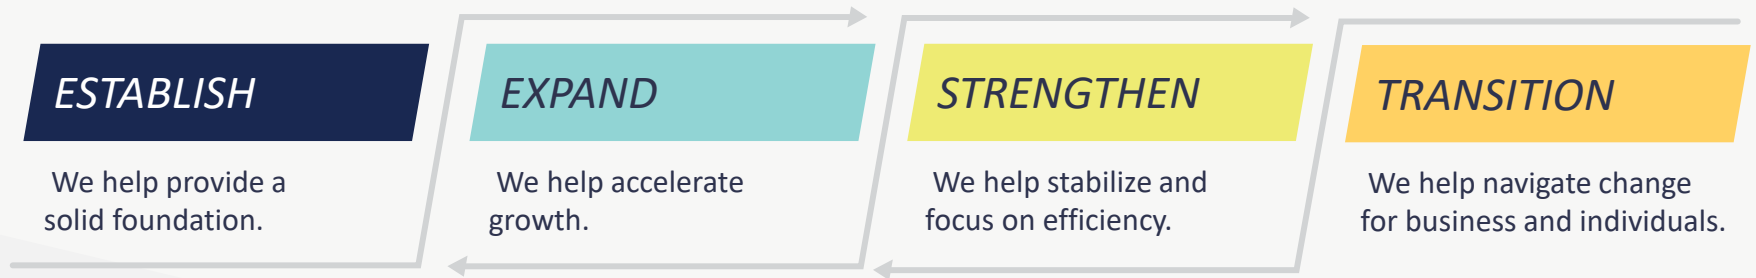 ESTABLISH
We help provide a
solid foundation.
EXPAND
We help accelerate
growth.
STRENGTHEN
We help stabilize and
focus on efficiency.
TRANSITION
We help navigate change
for business and individuals.